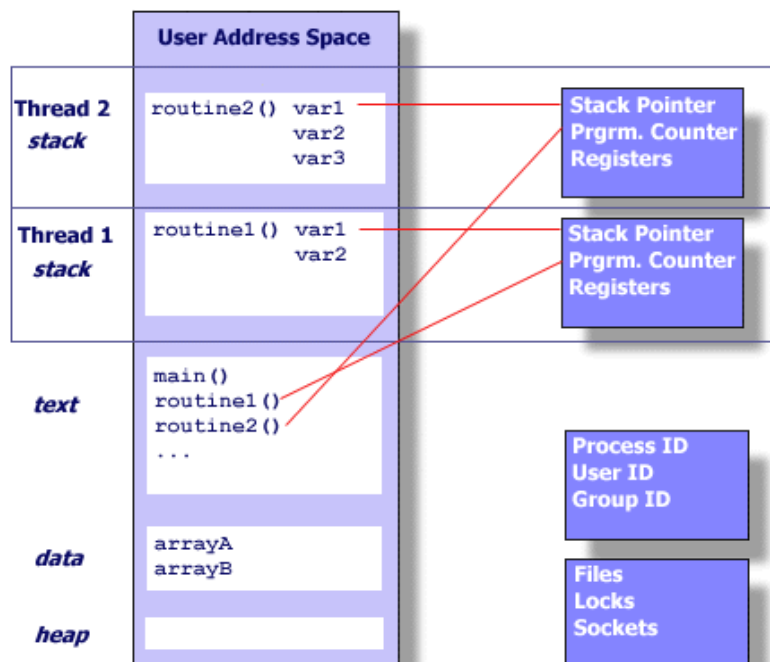 User Address Space
Thread 2
stack
routine2() var1
var2
var3
Stack Pointer
Prgrm. Counter
Registers
Thread 1
stack
routine1() var1
var2
Stack Pointer
Prgrm. Counter
Registers
text
main()
routine1()
routine2()
...
Process ID
User ID
Group ID
data
arrayA
arrayB
Files
Locks
Sockets
heap